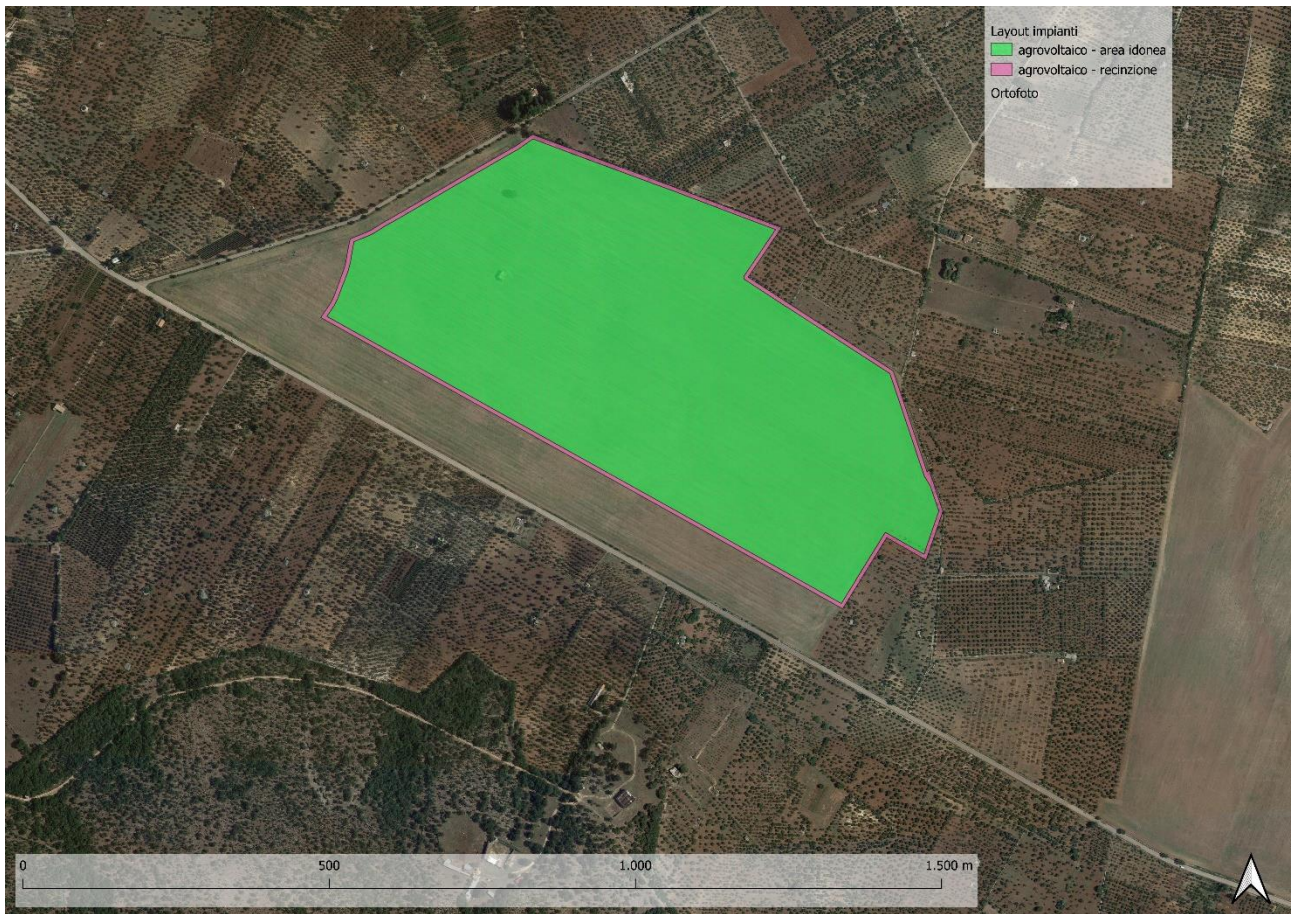 Layout impianti
agrovoltaico - area idonea
agrovoltaico - recinzione
Ortofoto
0 500 1.000 1.500 m